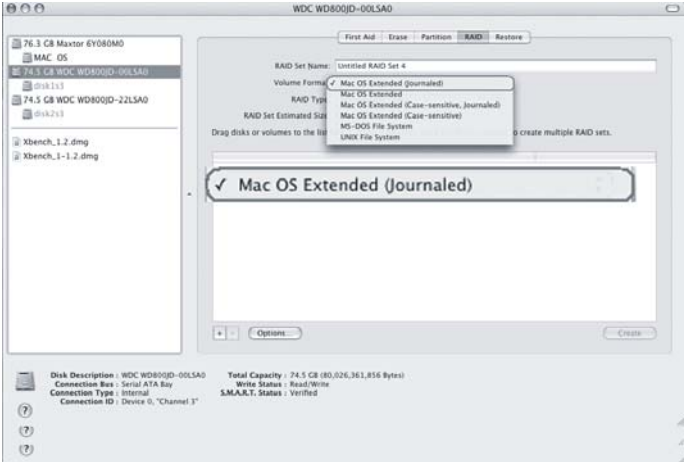 WDC WD800JD-00LSA0
76.3 GB Maxtor 6Y080M0
MAC OS
74.5 GB WDC WD800JD-00LSA0
disk1s3
74.5 GB WDC WD800JD-22LSA0
disk2s3
Xbench_1.2.dmg
Xbench_1-1.2.dmg
First Aid Erase Partition RAID Restore
RAID Set Name: Untitled RAID Set 4
Volume Forma ✓ Mac OS Extended (Journaled)
Mac OS Extended
RAID Typ Mac OS Extended (Case-sensitive, Journaled)
RAID Set Estimated Size Mac OS Extended (Case-sensitive)
MS-DOS File System
Drag disks or volumes to the lis o create multiple RAID sets.
UNIX File System
✓ Mac OS Extended (Journaled)
+ - Options... Create
Disk Description : WDC WD800JD-00LSA0
Connection Bus : Serial ATA Bay
Connection Type : Internal
Connection ID : Device 0, "Channel 3"
Total Capacity : 74.5 GB (80,026,361,856 Bytes)
Write Status : Read/Write
S.M.A.R.T. Status : Verified
?
?
?